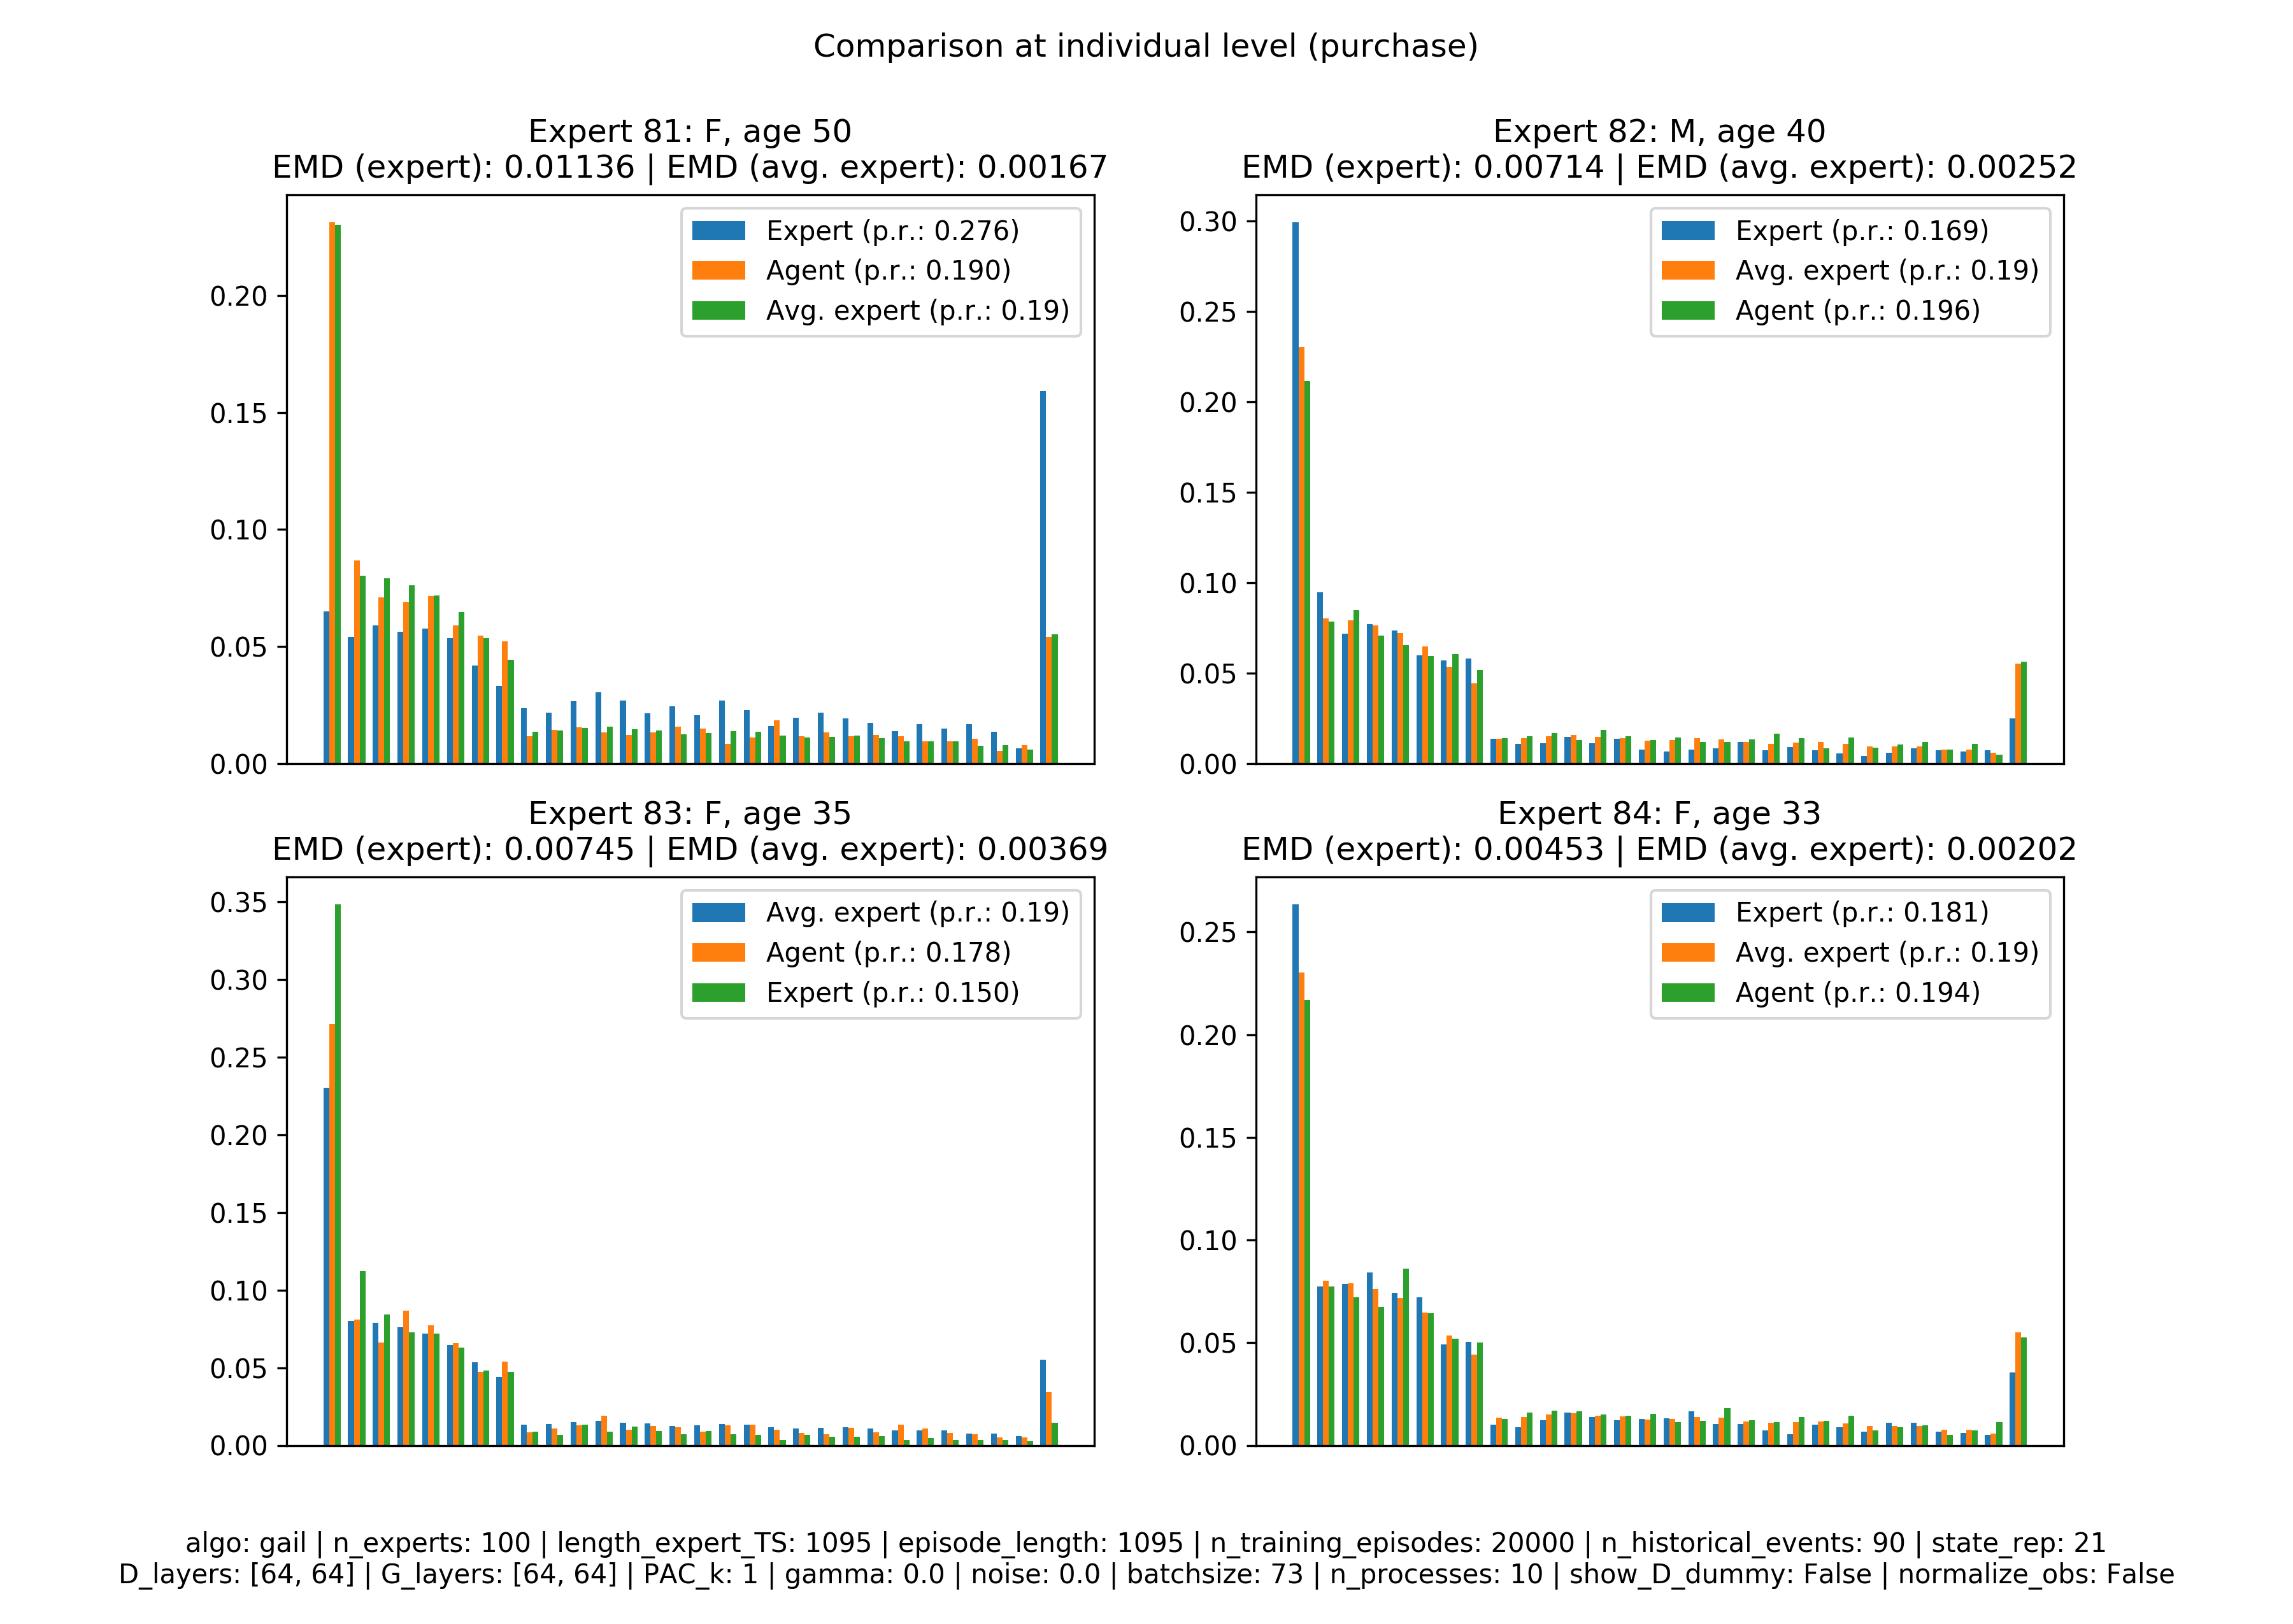 Comparison at individual level (purchase)
Expert 81: F, age 50
EMD (expert): 0.01136 | EMD (avg. expert): 0.00167
0.20
0.15
0.10
0.05
0.00
Expert (p.r.: 0.276)
Agent (p.r.: 0.190)
Avg. expert (p.r.: 0.19)
Expert 82: M, age 40
EMD (expert): 0.00714 | EMD (avg. expert): 0.00252
0.30
0.25
0.20
0.15
0.10
0.05
0.00
Expert (p.r.: 0.169)
Avg. expert (p.r.: 0.19)
Agent (p.r.: 0.196)
Expert 83: F, age 35
EMD (expert): 0.00745 | EMD (avg. expert): 0.00369
0.35
0.30
0.25
0.20
0.15
0.10
0.05
0.00
Avg. expert (p.r.: 0.19)
Agent (p.r.: 0.178)
Expert (p.r.: 0.150)
Expert 84: F, age 33
EMD (expert): 0.00453 | EMD (avg. expert): 0.00202
0.25
0.20
0.15
0.10
0.05
0.00
Expert (p.r.: 0.181)
Avg. expert (p.r.: 0.19)
Agent (p.r.: 0.194)
algo: gail | n_experts: 100 | length_expert_TS: 1095 | episode_length: 1095 | n_training_episodes: 20000 | n_historical_events: 90 | state_rep: 21
D_layers: [64, 64] | G_layers: [64, 64] | PAC_k: 1 | gamma: 0.0 | noise: 0.0 | batchsize: 73 | n_processes: 10 | show_D_dummy: False | normalize_obs: False